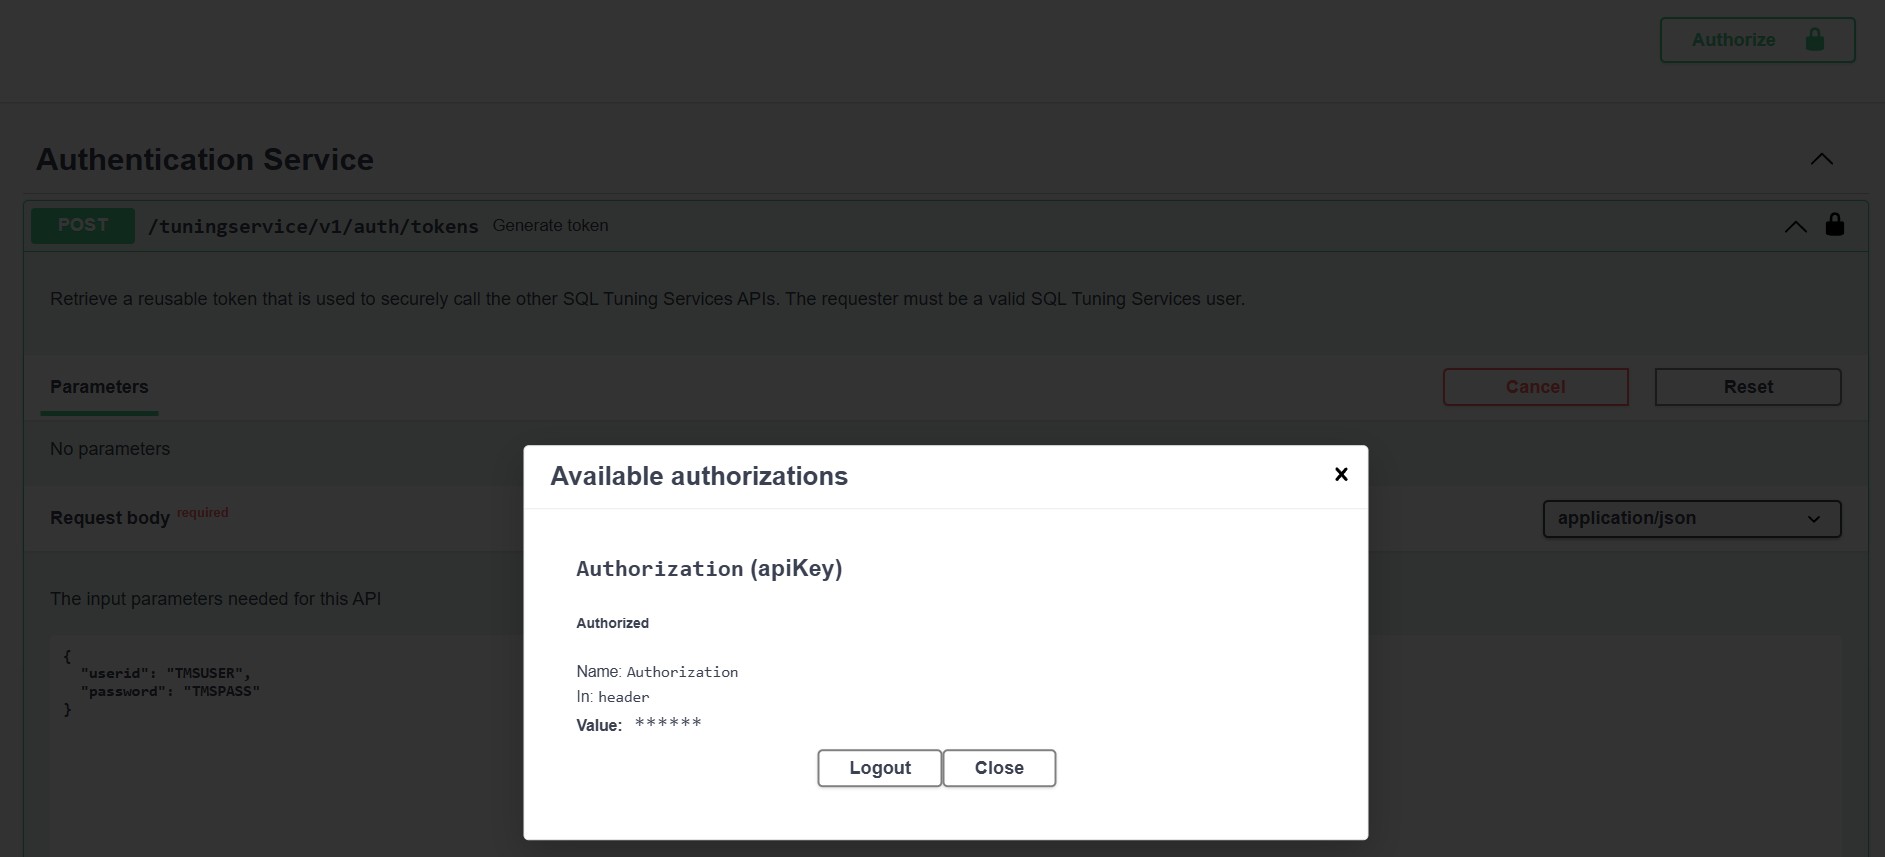 Authorize
Authentication Service
POST /tuningservice/v1/auth/tokens Generate token
Retrieve a reusable token that is used to securely call the other SQL Tuning Services APIs. The requester must be a valid SQL Tuning Services user.
Parameters
Cancel Reset
No parameters
Request body required
application/json
The input parameters needed for this API
{
"userid": "TMSUSER",
"password": "TMSPASS"
}
Available authorizations
Authorization (apiKey)
Authorized
Name: Authorization
In: header
Value: ******
Logout Close